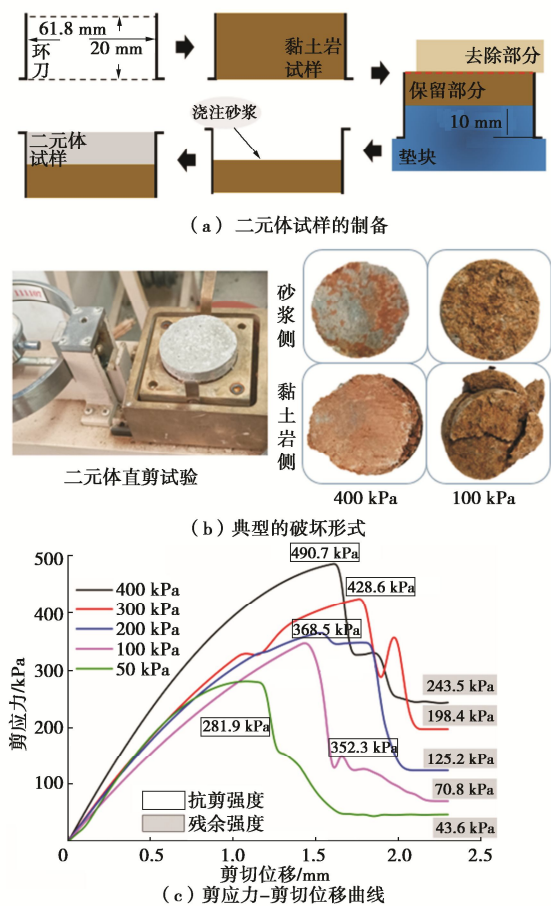 61.8 mm
环刀
20 mm
黏土岩
试样
去除部分
保留部分
10 mm
垫块
浇注砂浆
二元体
试样
(a) 二元体试样的制备
砂浆侧
黏土岩侧
二元体直剪试验
400 kPa
100 kPa
(b) 典型的破坏形式
500
400
300
200
100
0
剪应力/kPa
400 kPa
300 kPa
200 kPa
100 kPa
50 kPa
490.7 kPa
428.6 kPa
368.5 kPa
281.9 kPa
352.3 kPa
243.5 kPa
198.4 kPa
125.2 kPa
70.8 kPa
43.6 kPa
抗剪强度
残余强度
0.5
1.0
1.5
2.0
2.5
剪切位移/mm
(c) 剪应力-剪切位移曲线